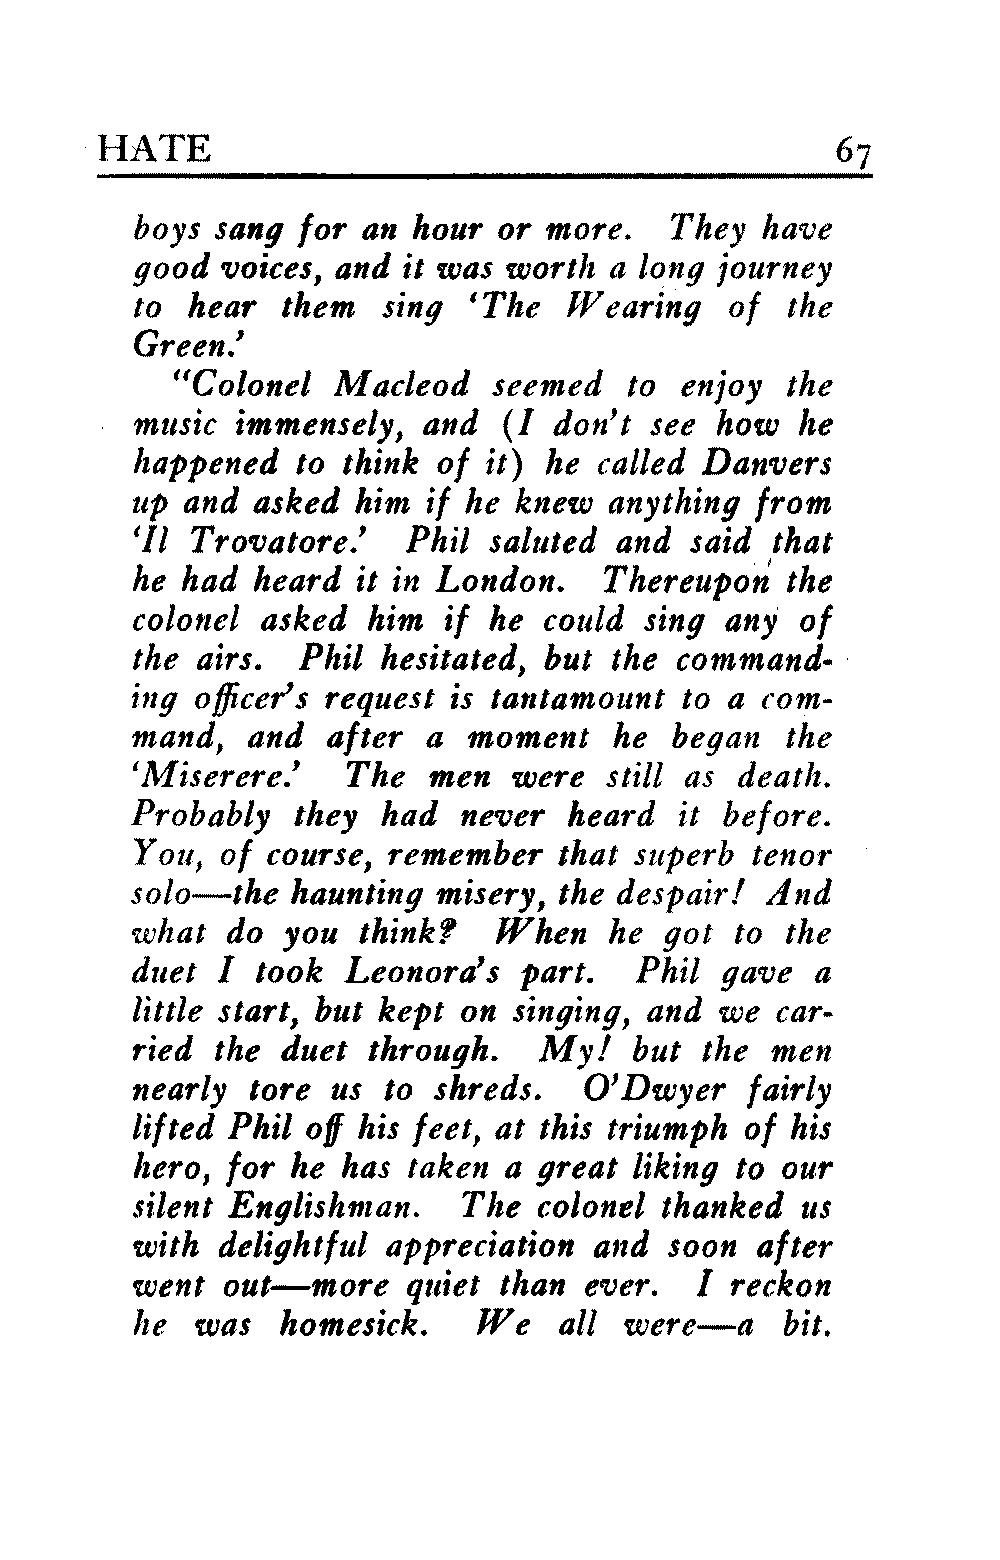 HATE 67
boys sang for an hour or more. They have
good voices, and it was worth a long journey
to hear them sing ‘The Wearing of the
Green.’
“Colonel Macleod seemed to enjoy the
music immensely, and (I don’t see how he
happened to think of it) he called Danvers
up and asked him if he knew anything from
‘Il Trovatore.’ Phil saluted and said that
he had heard it in London. Thereupon the
colonel asked him if he could sing any of
the airs. Phil hesitated, but the command-
ing officer’s request is tantamount to a com-
mand, and after a moment he began the
‘Miserere.’ The men were still as death.
Probably they had never heard it before.
You, of course, remember that superb tenor
solo—the haunting misery, the despair! And
what do you think? When he got to the
duet I took Leonora’s part. Phil gave a
little start, but kept on singing, and we car-
ried the duet through. My! but the men
nearly tore us to shreds. O’Dwyer fairly
lifted Phil off his feet, at this triumph of his
hero, for he has taken a great liking to our
silent Englishman. The colonel thanked us
with delightful appreciation and soon after
went out—more quiet than ever. I reckon
he was homesick. We all were—a bit.